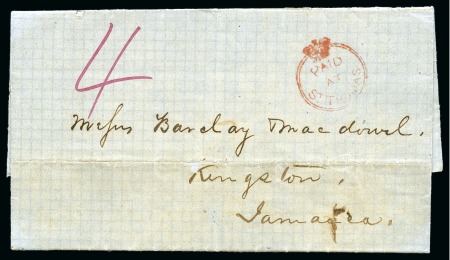 4
PAID
AT
ST THOMAS
Messrs Barclay Macdowel.
Kingston,
Jamaica.